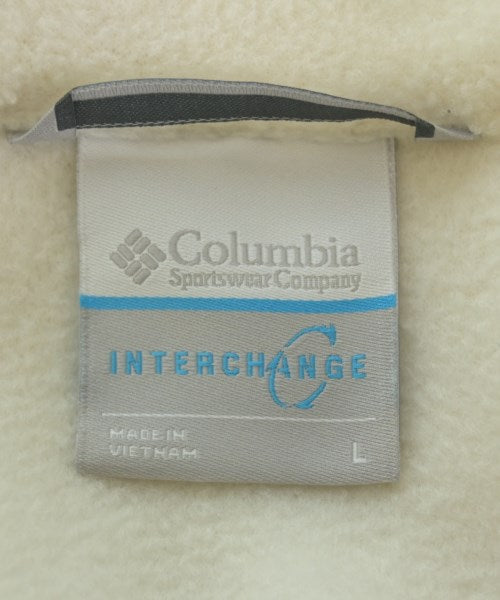 Columbia
Sportswear Company
INTERCHANGE
MADE IN
VIETNAM
L